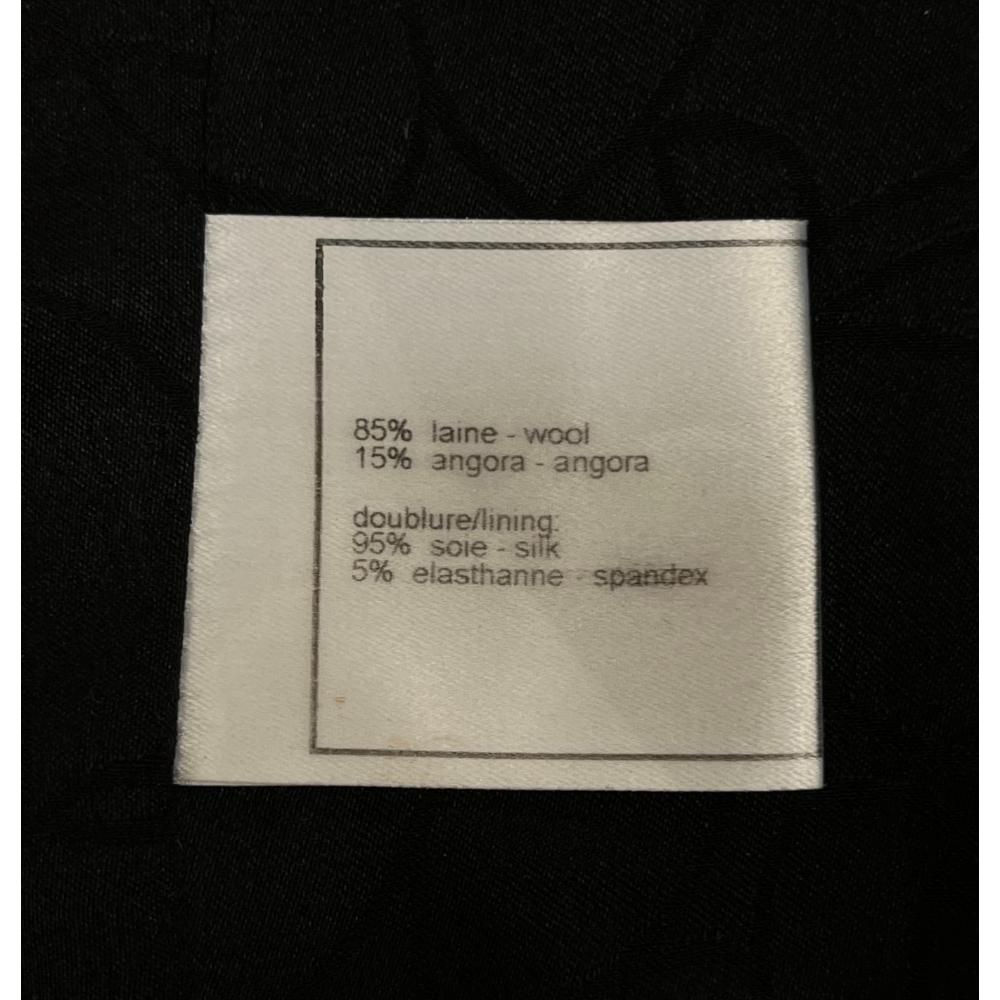 85% laine - wool
15% angora - angora
doublure/lining:
95% soie - silk
5% elasthanne - spandex